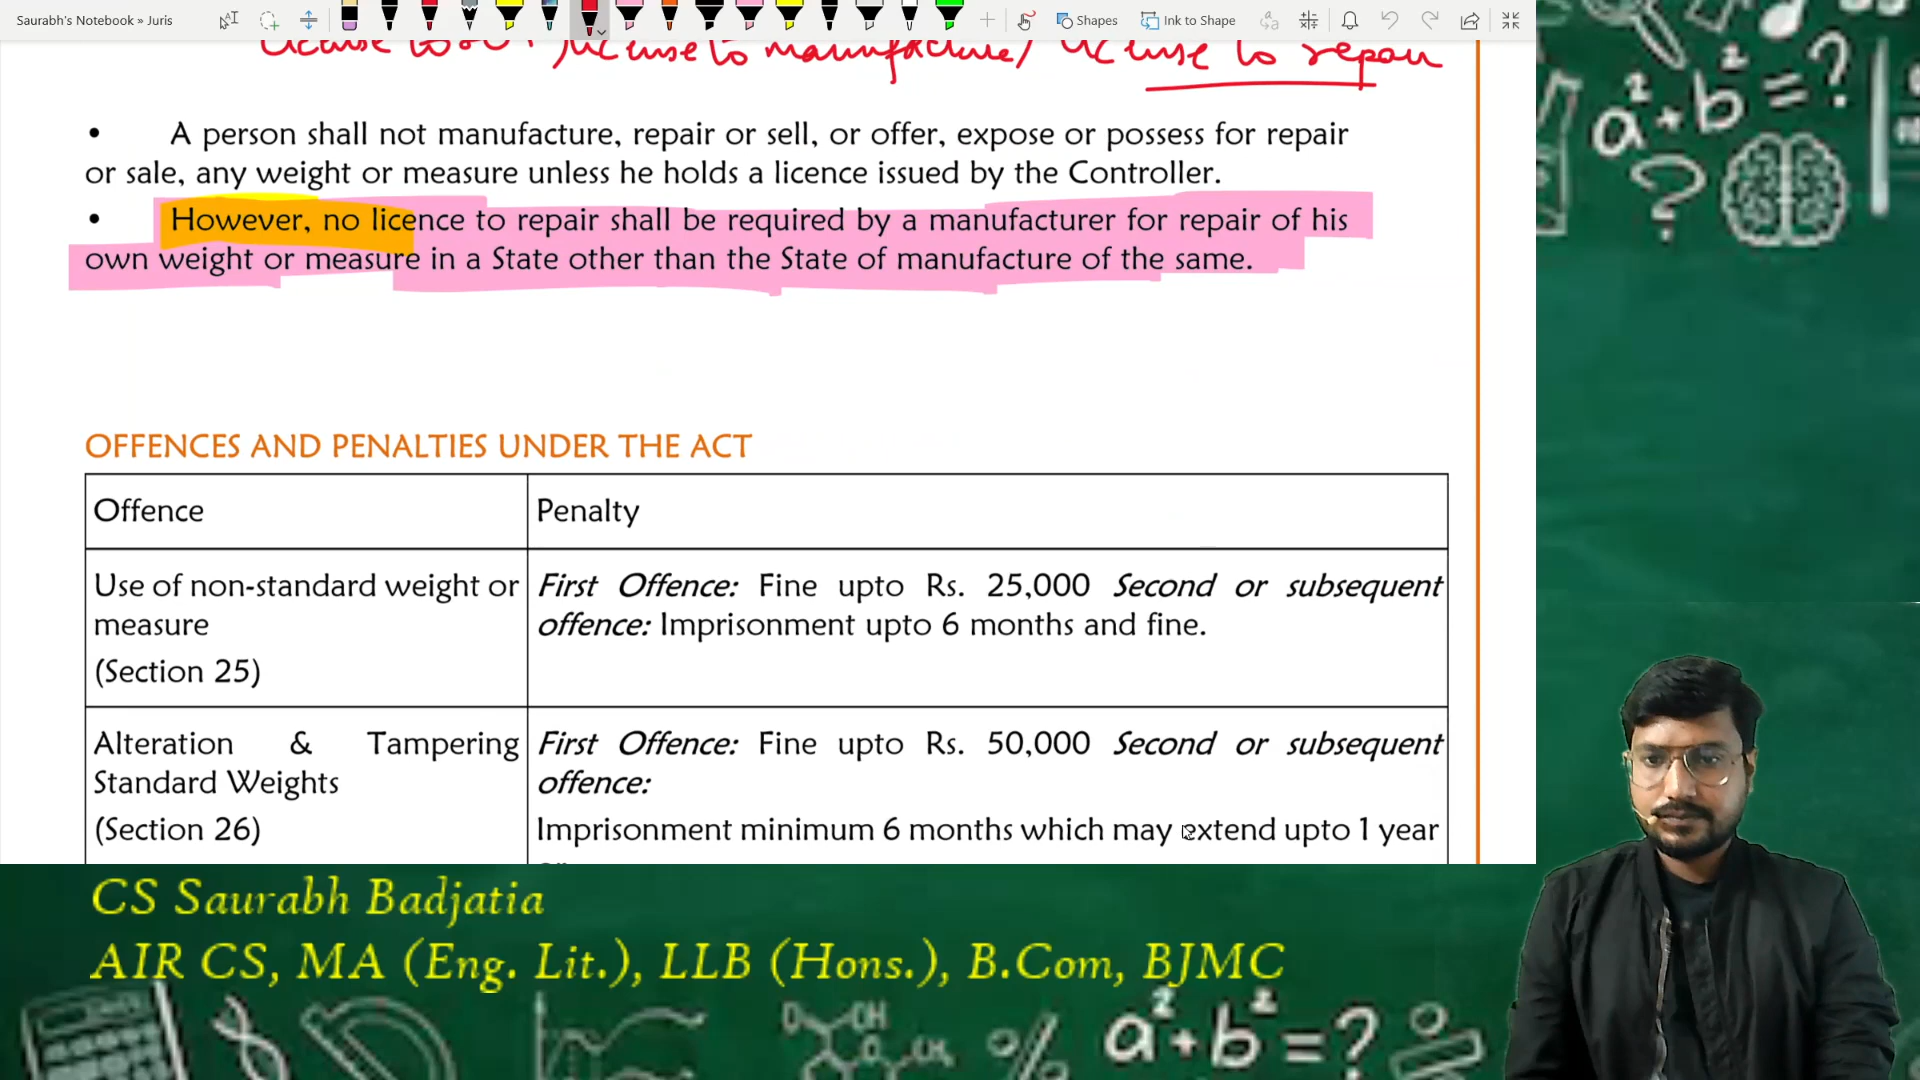 Saurabh's Notebook » Juris
Shapes
Ink to Shape
license to manufacture/ license to repair
• A person shall not manufacture, repair or sell, or offer, expose or possess for repair
or sale, any weight or measure unless he holds a licence issued by the Controller.
• However, no licence to repair shall be required by a manufacturer for repair of his
own weight or measure in a State other than the State of manufacture of the same.
OFFENCES AND PENALTIES UNDER THE ACT
Offence
Penalty
Use of non-standard weight or
measure
(Section 25)
First Offence: Fine upto Rs. 25,000 Second or subsequent
offence: Imprisonment upto 6 months and fine.
Alteration & Tampering
Standard Weights
(Section 26)
First Offence: Fine upto Rs. 50,000 Second or subsequent
offence:
Imprisonment minimum 6 months which may extend upto 1 year
CS Saurabh Badjatia
AIR CS, MA (Eng. Lit.), LLB (Hons.), B.Com, BJMC
a²+b²=?
?
a²+b²=?
%